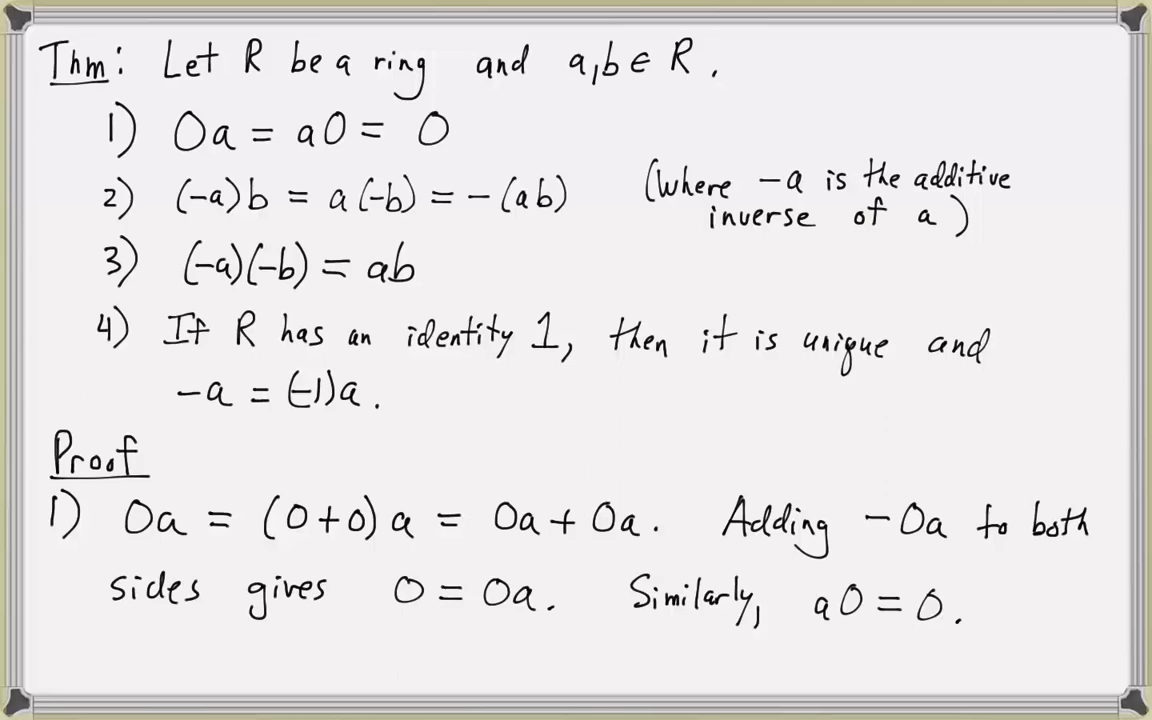 Thm: Let R be a ring and a,b ∈ R.
1) 0a = a0 = 0
2) (-a)b = a(-b) = -(ab) (where -a is the additive
inverse of a)
3) (-a)(-b) = ab
4) If R has an identity 1, then it is unique and
-a = (-1)a.
Proof
1) 0a = (0+0)a = 0a + 0a. Adding -0a to both
sides gives 0 = 0a. Similarly, a0 = 0.